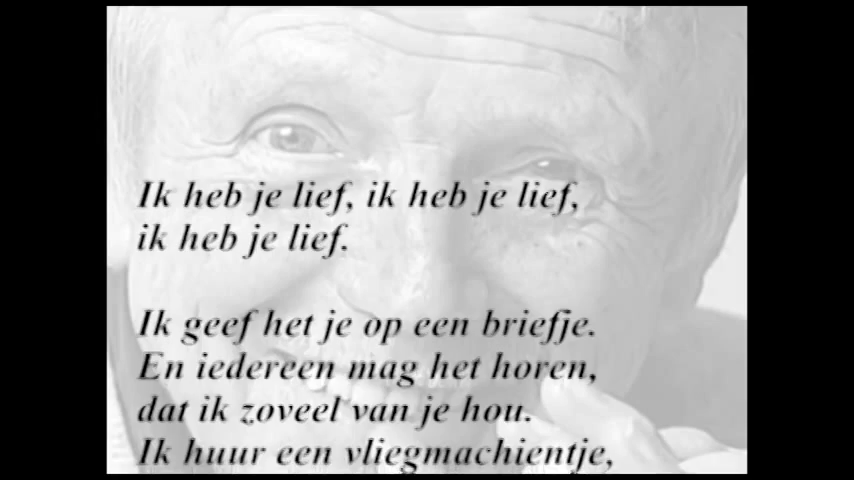 Ik heb je lief, ik heb je lief,
ik heb je lief.
Ik geef het je op een briefje.
En iedereen mag het horen,
dat ik zoveel van je hou.
Ik huur een vliegmachientje,